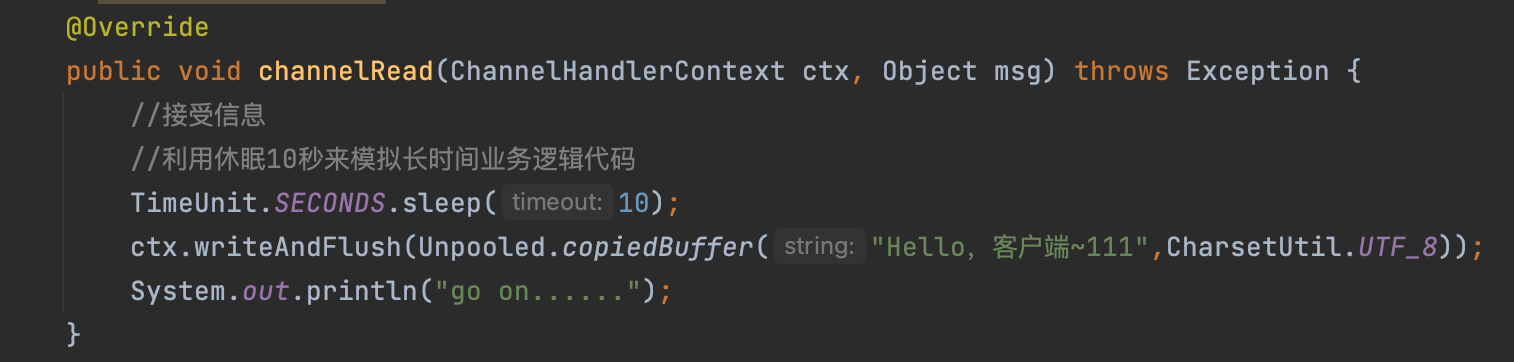 @Override
public void channelRead(ChannelHandlerContext ctx, Object msg) throws Exception {
//接受信息
//利用休眠10秒来模拟长时间业务逻辑代码
TimeUnit.SECONDS.sleep( timeout: 10);
ctx.writeAndFlush(Unpooled.copiedBuffer( string: "Hello, 客户端~111",CharsetUtil.UTF_8));
System.out.println("go on......");
}